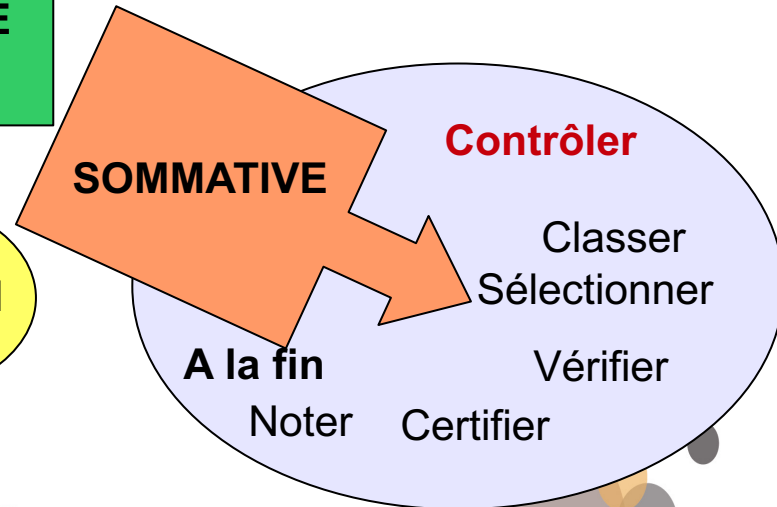 E
SOMMATIVE
Contrôler
Classer
Sélectionner
A la fin
Vérifier
Noter
Certifier